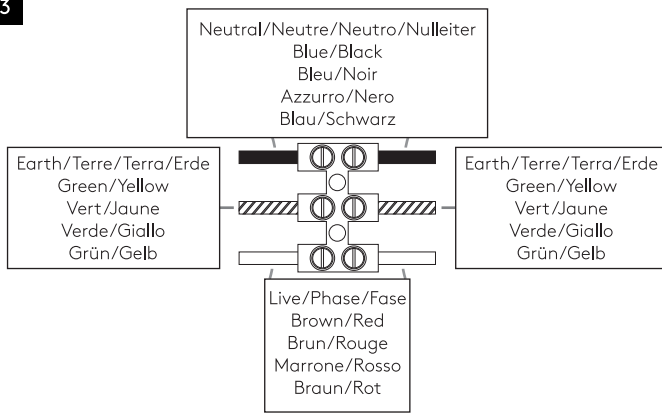 3
Neutral/Neutre/Neutro/Nulleiter
Blue/Black
Bleu/Noir
Azzurro/Nero
Blau/Schwarz
Earth/Terre/Terra/Erde
Green/Yellow
Vert/Jaune
Verde/Giallo
Grün/Gelb
Earth/Terre/Terra/Erde
Green/Yellow
Vert/Jaune
Verde/Giallo
Grün/Gelb
Live/Phase/Fase
Brown/Red
Brun/Rouge
Marrone/Rosso
Braun/Rot